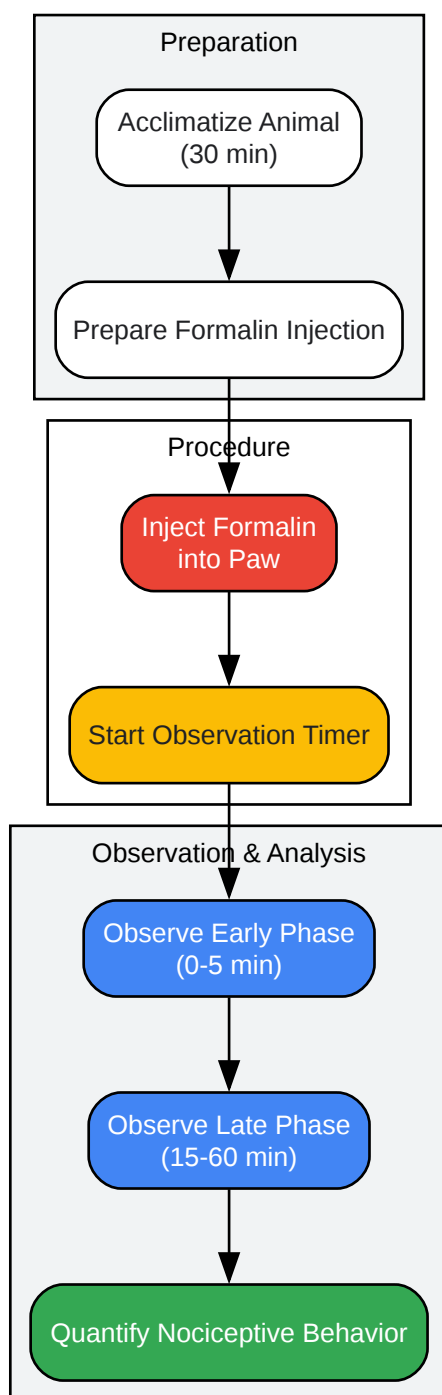 Preparation
Acclimatize Animal
(30 min)
Prepare Formalin Injection
Procedure
Inject Formalin
into Paw
Start Observation Timer
Observation & Analysis
Observe Early Phase
(0-5 min)
Observe Late Phase
(15-60 min)
Quantify Nociceptive Behavior